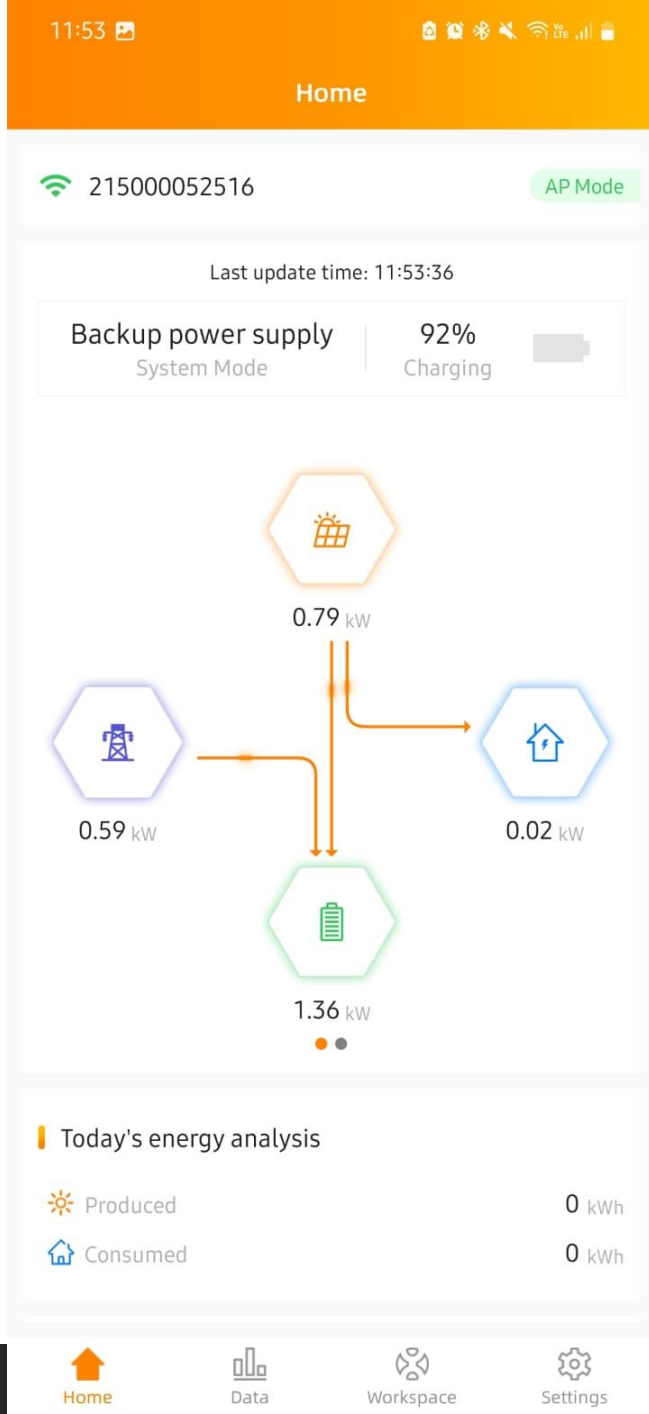 11:53
Vo
LTE
Home
215000052516
AP Mode
Last update time: 11:53:36
Backup power supply
92%
System Mode
Charging
0.79 kW
0.59 kW
0.02 kW
1.36 kW
Today's energy analysis
Produced
0 kWh
Consumed
0 kWh
Home
Data
Workspace
Settings